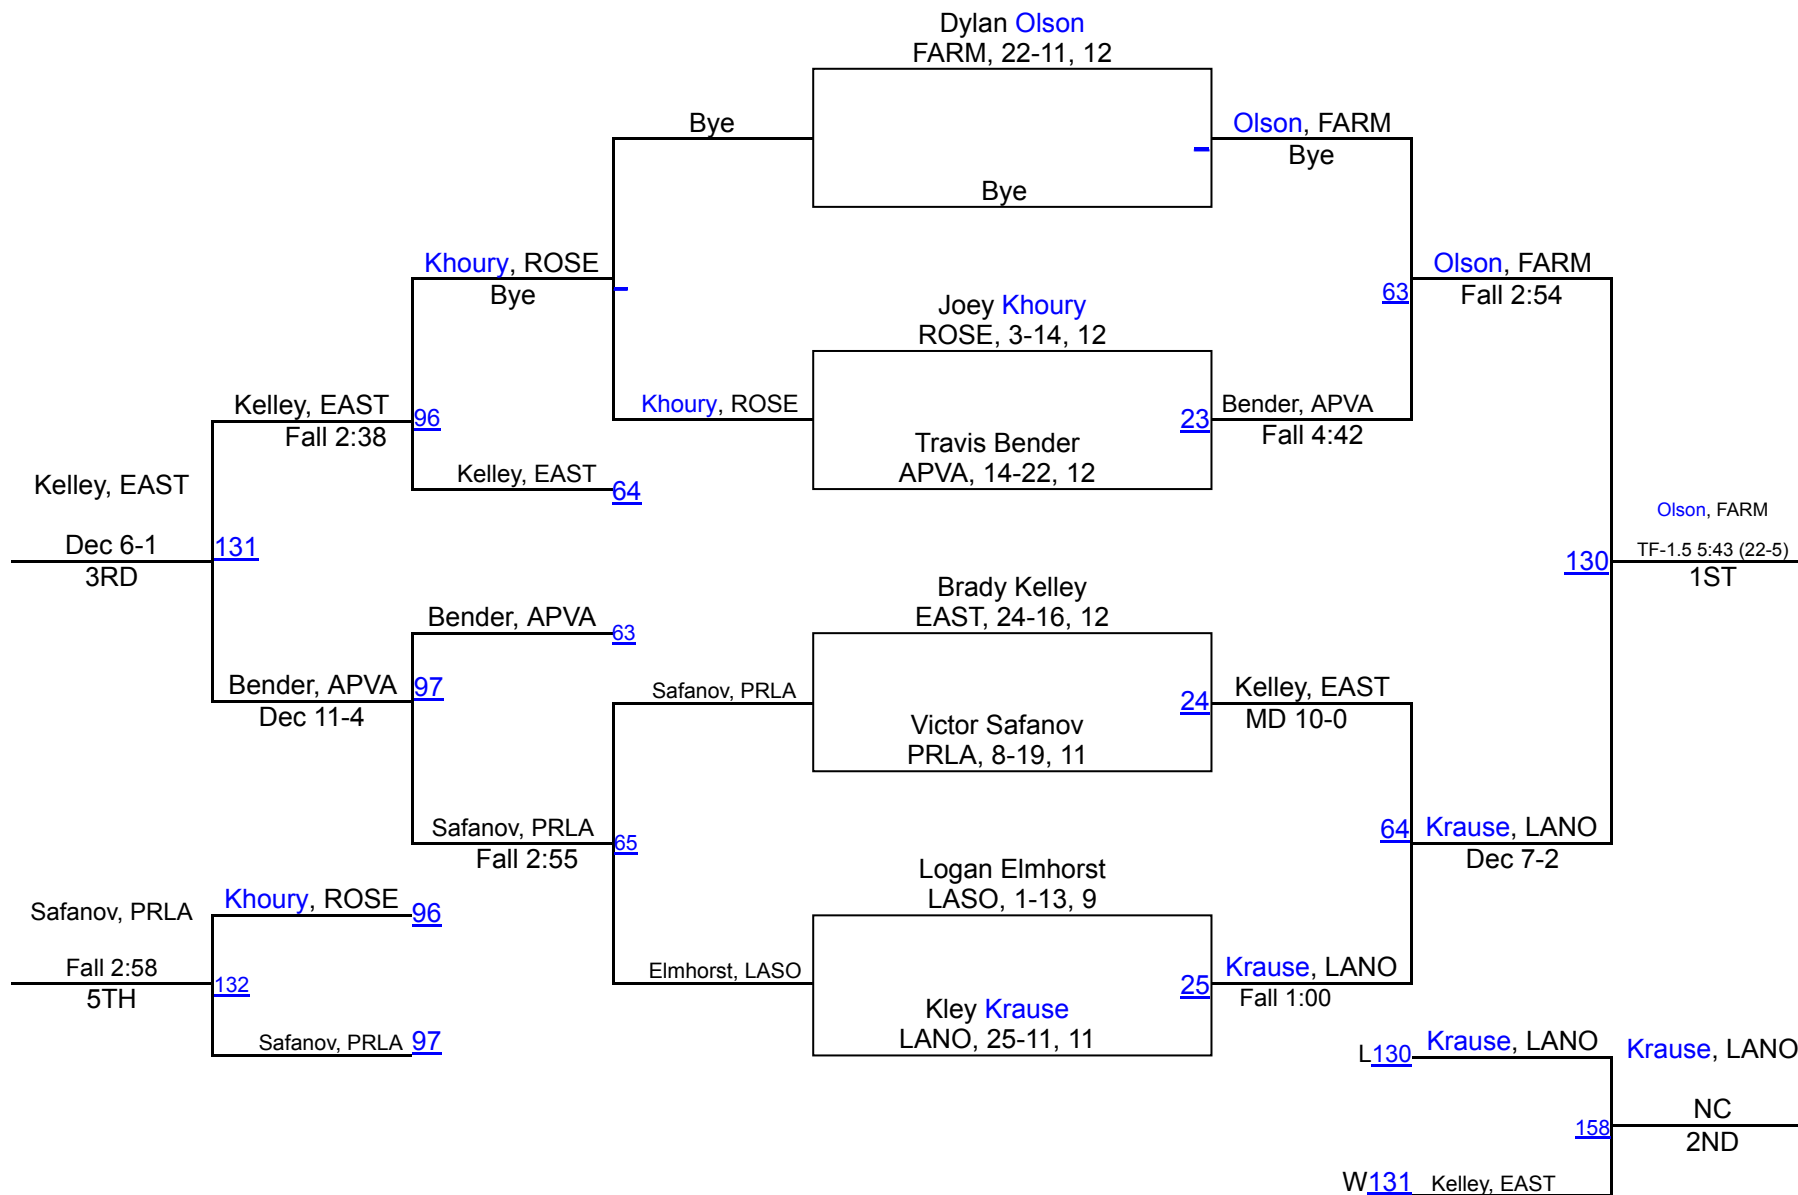 Dylan Olson
FARM, 22-11, 12
Bye
Olson, FARM
Bye
Bye
Khoury, ROSE
Bye
Olson, FARM
63
Fall 2:54
Joey Khoury
ROSE, 3-14, 12
Kelley, EAST
96
Fall 2:38
Khoury, ROSE
23
Bender, APVA
Fall 4:42
Travis Bender
APVA, 14-22, 12
Kelley, EAST
64
Kelley, EAST
Dec 6-1
131
3RD
Olson, FARM
130
TF-1.5 5:43 (22-5)
1ST
Brady Kelley
EAST, 24-16, 12
Bender, APVA
63
Bender, APVA
97
Dec 11-4
Safanov, PRLA
24
Kelley, EAST
MD 10-0
Victor Safanov
PRLA, 8-19, 11
Safanov, PRLA
65
Fall 2:55
64
Krause, LANO
Dec 7-2
Logan Elmhorst
LASO, 1-13, 9
Safanov, PRLA
Khoury, ROSE
96
Fall 2:58
132
5TH
Safanov, PRLA
97
Elmhorst, LASO
25
Krause, LANO
Fall 1:00
Kley Krause
LANO, 25-11, 11
L130
Krause, LANO
Krause, LANO
158
NC
2ND
W131
Kelley, EAST